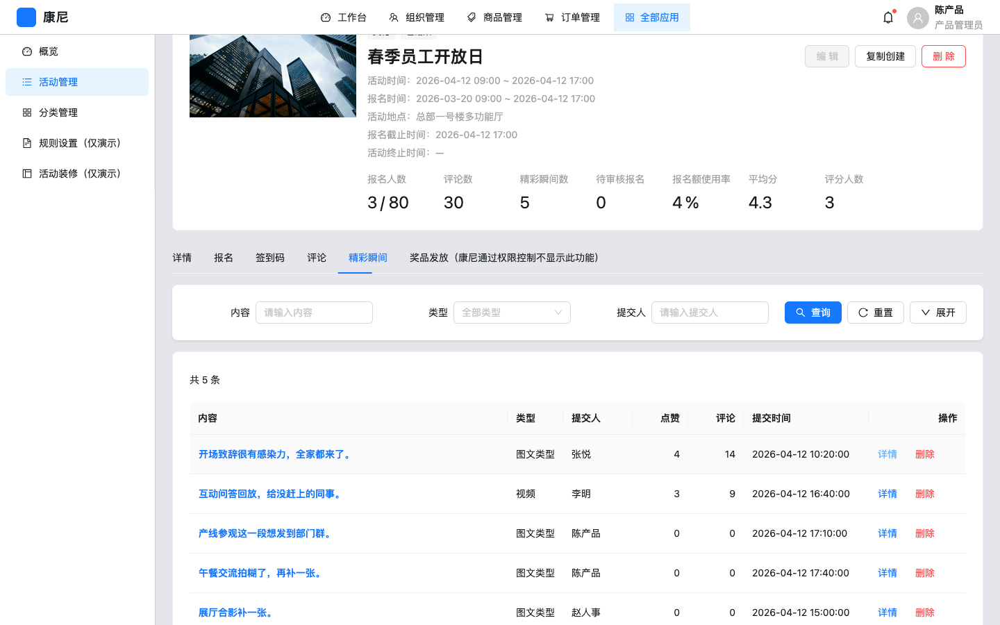 康尼
工作台
组织管理
商品管理
订单管理
全部应用
陈产品
产品管理员
概览
活动管理
分类管理
规则设置（仅演示）
活动装修（仅演示）
春季员工开放日
编 辑
复制创建
删 除
活动时间：2026-04-12 09:00 ~ 2026-04-12 17:00
报名时间：2026-03-20 09:00 ~ 2026-04-12 17:00
活动地点：总部一号楼多功能厅
报名截止时间：2026-04-12 17:00
活动终止时间：—
报名人数 评论数 精彩瞬间数 待审核报名 报名额使用率 平均分 评分人数
3 / 80 30 5 0 4 % 4.3 3
详情 报名 签到码 评论 精彩瞬间 奖品发放（康尼通过权限控制不显示此功能）
内容 请输入内容 类型 全部类型 提交人 请输入提交人 查询 重置 展开
共 5 条
内容 类型 提交人 点赞 评论 提交时间 操作
开场致辞很有感染力，全家都来了。 图文类型 张悦 4 14 2026-04-12 10:20:00 详情 删除
互动问答回放，给没赶上的同事。 视频 李明 3 9 2026-04-12 16:40:00 详情 删除
产线参观这一段想发到部门群。 图文类型 陈产品 0 0 2026-04-12 17:10:00 详情 删除
午餐交流拍糊了，再补一张。 图文类型 陈产品 0 0 2026-04-12 17:40:00 详情 删除
展厅合影补一张。 图文类型 赵人事 0 0 2026-04-12 15:00:00 详情 删除